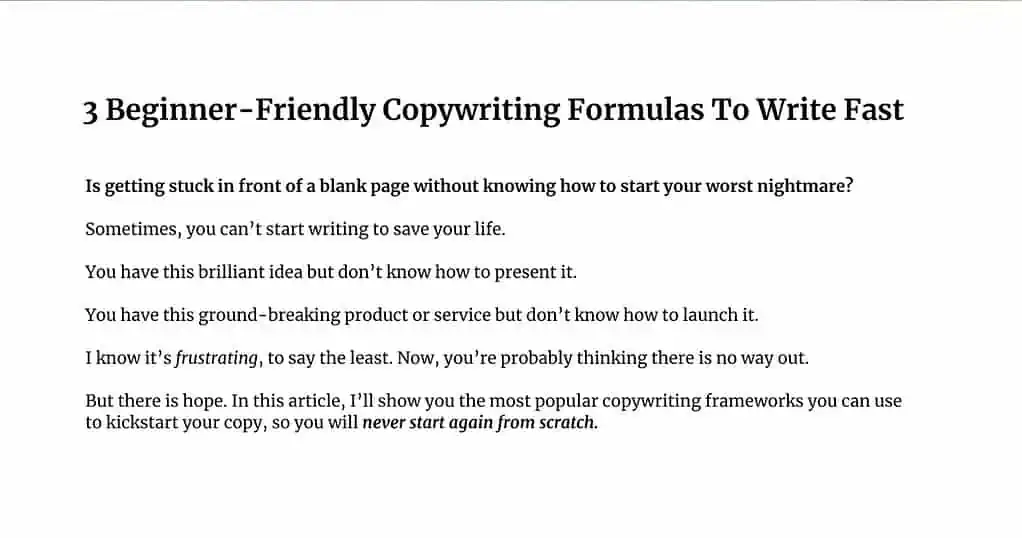 3 Beginner-Friendly Copywriting Formulas To Write Fast
Is getting stuck in front of a blank page without knowing how to start your worst nightmare?
Sometimes, you can’t start writing to save your life.
You have this brilliant idea but don’t know how to present it.
You have this ground-breaking product or service but don’t know how to launch it.
I know it’s frustrating, to say the least. Now, you’re probably thinking there is no way out.
But there is hope. In this article, I’ll show you the most popular copywriting frameworks you can use
to kickstart your copy, so you will never start again from scratch.